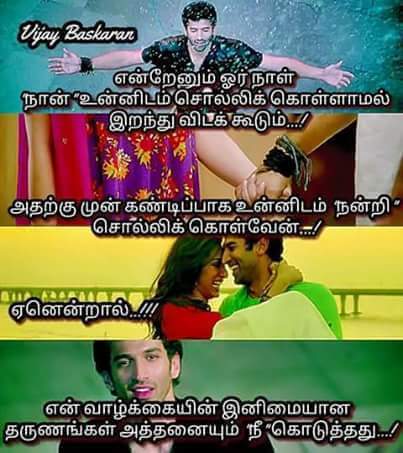 Vijay Baskaran
என்றேனும் ஓர் நாள்
"நான்" உன்னிடம் சொல்லிக் கொள்ளாமல்
இறந்து விடக் கூடும்...!
அதற்கு முன் கண்டிப்பாக உன்னிடம் "நன்றி"
சொல்லிக் கொள்வேன்...!
ஏனென்றால்...!!!
என் வாழ்க்கையின் இனிமையான
தருணங்கள் அத்தனையும் "நீ" கொடுத்தது...!